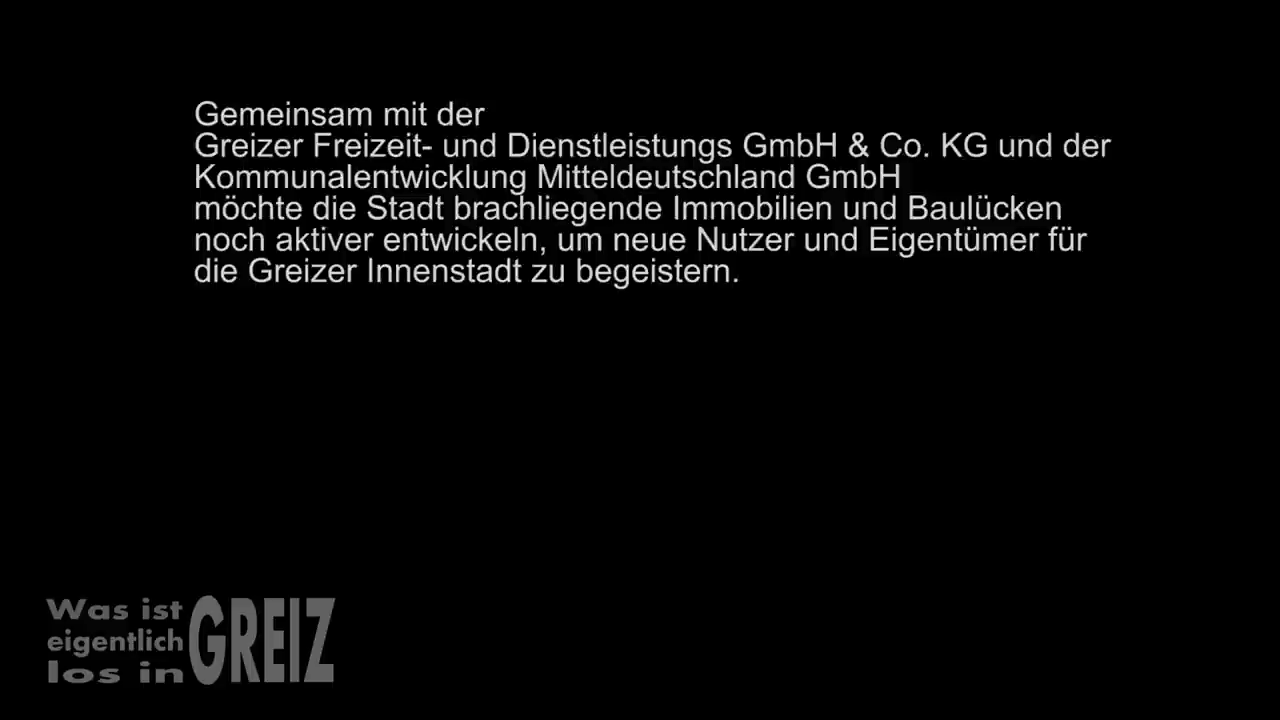 Gemeinsam mit der
Greizer Freizeit- und Dienstleistungs GmbH & Co. KG und der
Kommunalentwicklung Mitteldeutschland GmbH
möchte die Stadt brachliegende Immobilien und Baulücken
noch aktiver entwickeln, um neue Nutzer und Eigentümer für
die Greizer Innenstadt zu begeistern.
Was ist
eigentlich
los in
GREIZ